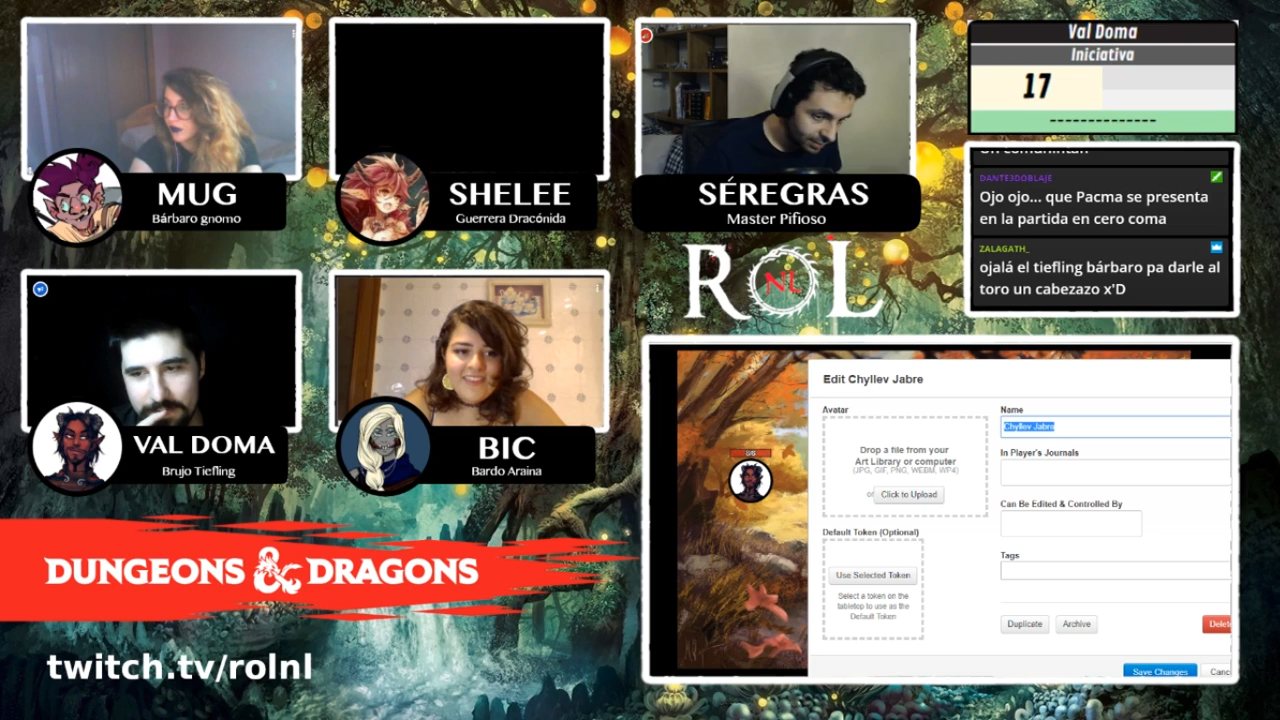 MUG
Bárbaro gnomo
SHELEE
Guerrera Dracónida
SÉREGRAS
Master Pifioso
Val Doma
Iniciativa
17
--------------
DANTE3DOBLAJE
Ojo ojo... que Pacma se presenta
en la partida en cero coma
ZALAGATH_
ojalá el tiefling bárbaro pa darle al
toro un cabezazo x'D
ROL
NL
VAL DOMA
Brujo Tiefling
BIC
Bardo Araina
DUNGEONS & DRAGONS
twitch.tv/rolnl
Edit Chyllev Jabre
Avatar
Drop a file from your
Art Library or computer
(JPG, GIF, PNG, WEBM, WP4)
or Click to Upload
Default Token (Optional)
Use Selected Token
Select a token on the
tabletop to use as the
Default Token
Name
Chyllev Jabre
In Player's Journals
Can Be Edited & Controlled By
Tags
Duplicate
Archive
Delete
Save Changes
Canc